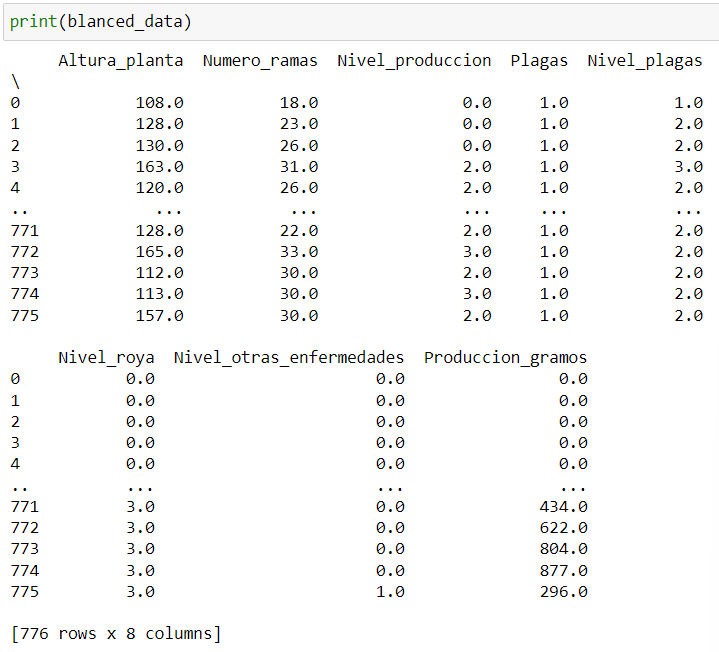 print(blanced_data)
Altura_planta Numero_ramas Nivel_produccion Plagas Nivel_plagas
\
0 108.0 18.0 0.0 1.0 1.0
1 128.0 23.0 0.0 1.0 2.0
2 130.0 26.0 0.0 1.0 2.0
3 163.0 31.0 2.0 1.0 3.0
4 120.0 26.0 2.0 1.0 2.0
.. ... ... ... ... ...
771 128.0 22.0 2.0 1.0 2.0
772 165.0 33.0 3.0 1.0 2.0
773 112.0 30.0 2.0 1.0 2.0
774 113.0 30.0 3.0 1.0 2.0
775 157.0 30.0 2.0 1.0 2.0
Nivel_roya Nivel_otras_enfermedades Produccion_gramos
0 0.0 0.0 0.0
1 0.0 0.0 0.0
2 0.0 0.0 0.0
3 0.0 0.0 0.0
4 0.0 0.0 0.0
.. ... ... ...
771 3.0 0.0 434.0
772 3.0 0.0 622.0
773 3.0 0.0 804.0
774 3.0 0.0 877.0
775 3.0 1.0 296.0
[776 rows x 8 columns]